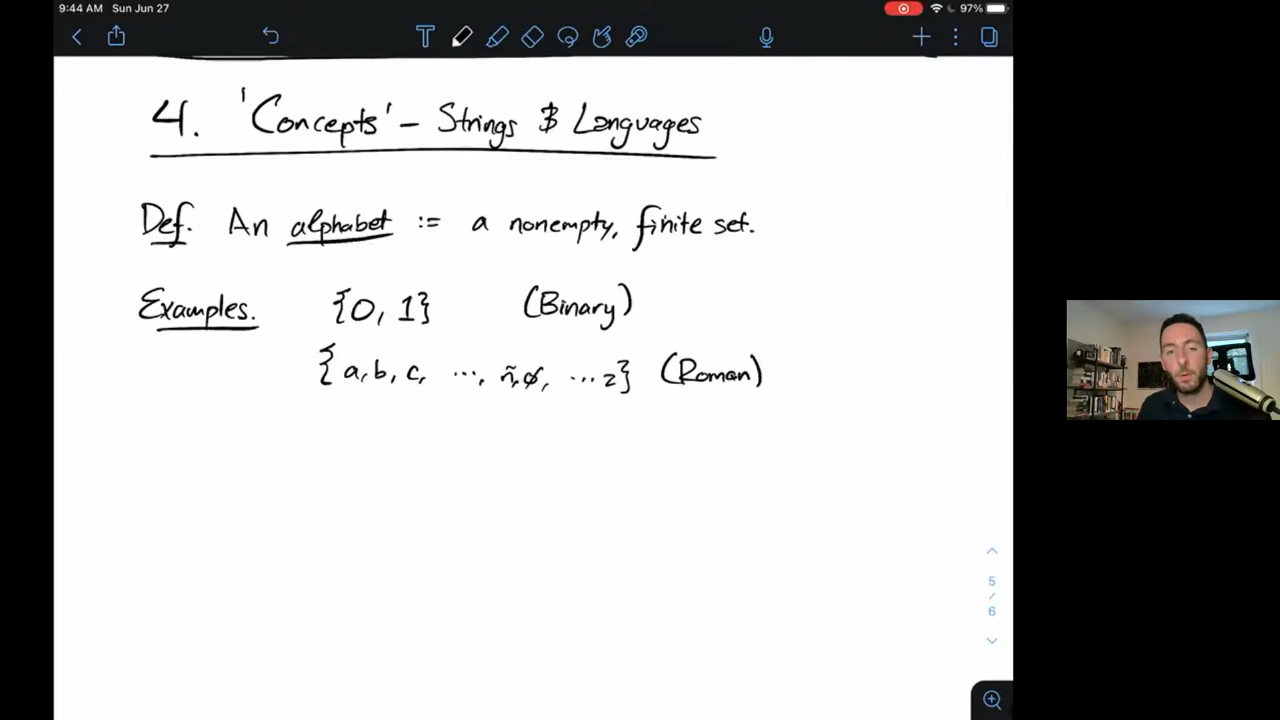 9:44 AM Sun Jun 27
97%
4. 'Concepts' - Strings & Languages
Def. An alphabet := a nonempty, finite set.
Examples. {0, 1} (Binary)
{a, b, c, ..., ñ, ø, ... z} (Roman)
5
/
6